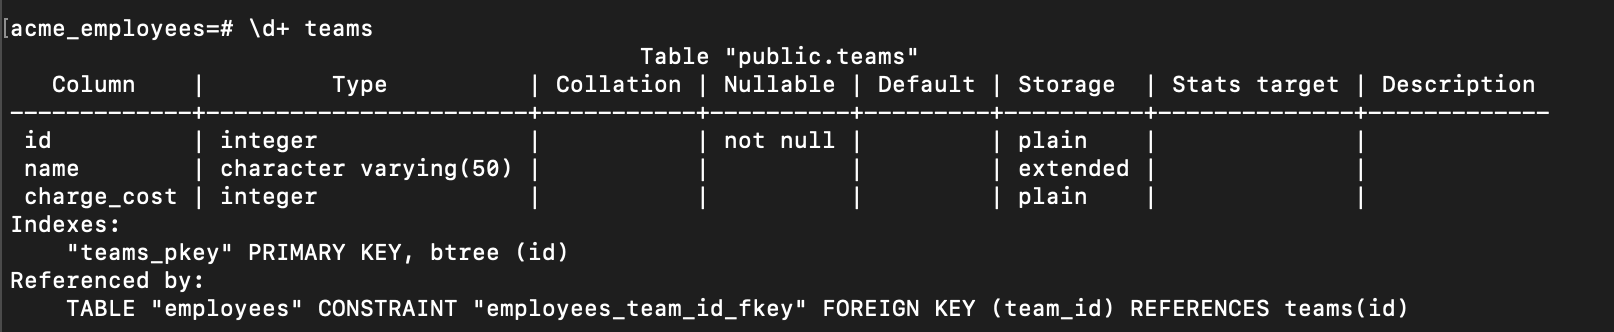 [acme_employees=# \d+ teams
                                             Table "public.teams"
   Column    |         Type          | Collation | Nullable | Default | Storage  | Stats target | Description
-------------+-----------------------+-----------+----------+---------+----------+--------------+-------------
 id          | integer               |           | not null |         | plain    |              |
 name        | character varying(50) |           |          |         | extended |              |
 charge_cost | integer               |           |          |         | plain    |              |
Indexes:
    "teams_pkey" PRIMARY KEY, btree (id)
Referenced by:
    TABLE "employees" CONSTRAINT "employees_team_id_fkey" FOREIGN KEY (team_id) REFERENCES teams(id)